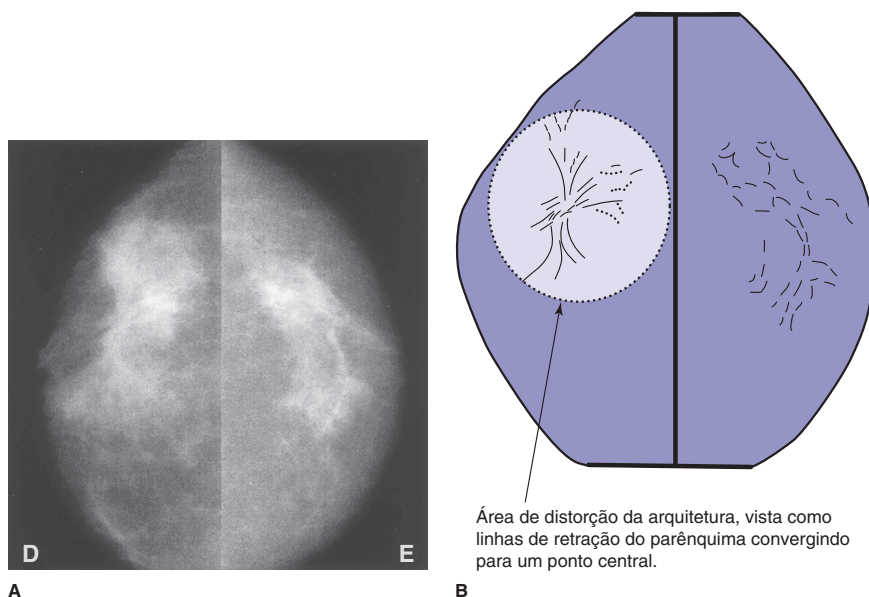 D
E
A
B
Área de distorção da arquitetura, vista como
linhas de retração do parênquima convergindo
para um ponto central.